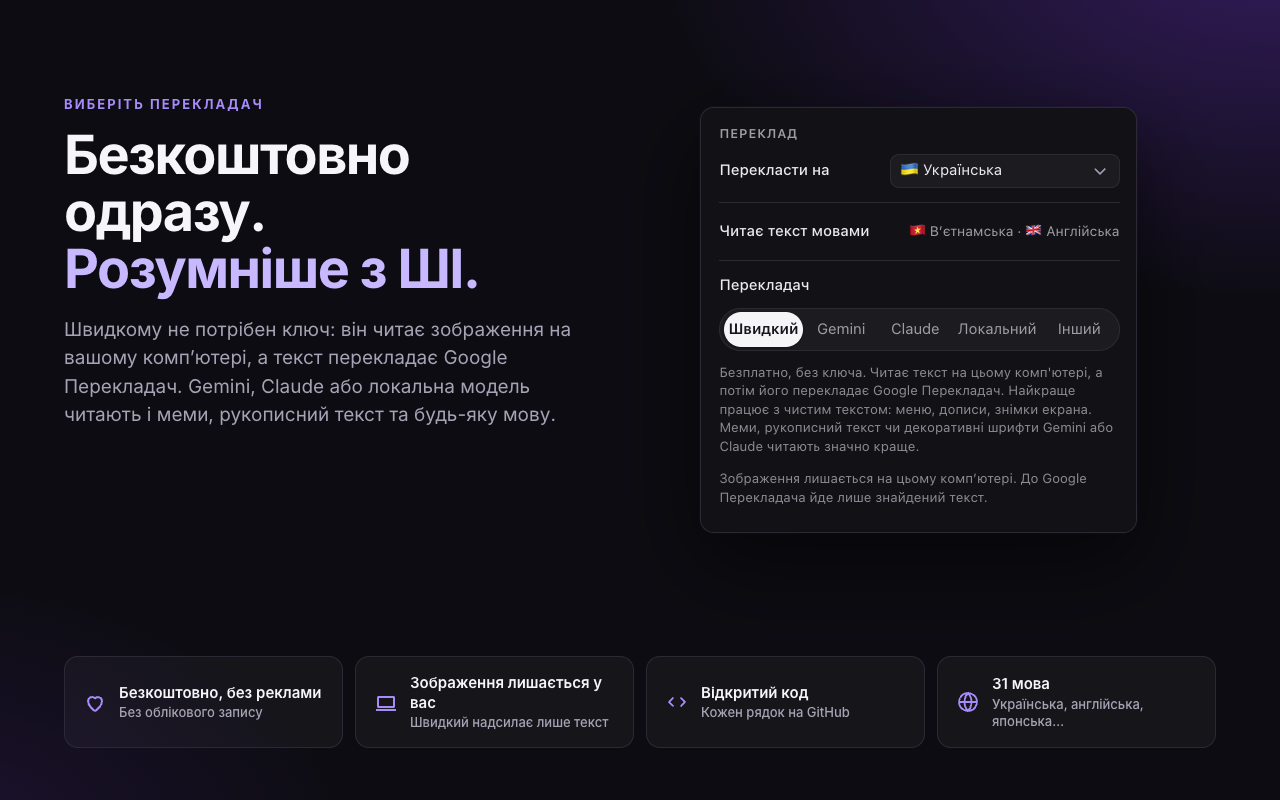 ВИБЕРІТЬ ПЕРЕКЛАДАЧ
Безкоштовно
одразу.
Розумніше з ШІ.
Швидкому не потрібен ключ: він читає зображення на
вашому комп’ютері, а текст перекладає Google
Перекладач. Gemini, Claude або локальна модель
читають і меми, рукописний текст та будь-яку мову.
ПЕРЕКЛАД
Перекласти на
🇺🇦 Українська
Читає текст мовами
🇻🇳 В’єтнамська · 🇬🇧 Англійська
Перекладач
Швидкий Gemini Claude Локальний Інший
Безплатно, без ключа. Читає текст на цьому комп'ютері, а
потім його перекладає Google Перекладач. Найкраще
працює з чистим текстом: меню, дописи, знімки екрана.
Меми, рукописний текст чи декоративні шрифти Gemini або
Claude читають значно краще.
Зображення лишається на цьому комп’ютері. До Google
Перекладача йде лише знайдений текст.
Безкоштовно, без реклами
Без облікового запису
Зображення лишається у
вас
Швидкий надсилає лише текст
Відкритий код
Кожен рядок на GitHub
31 мова
Українська, англійська,
японська…